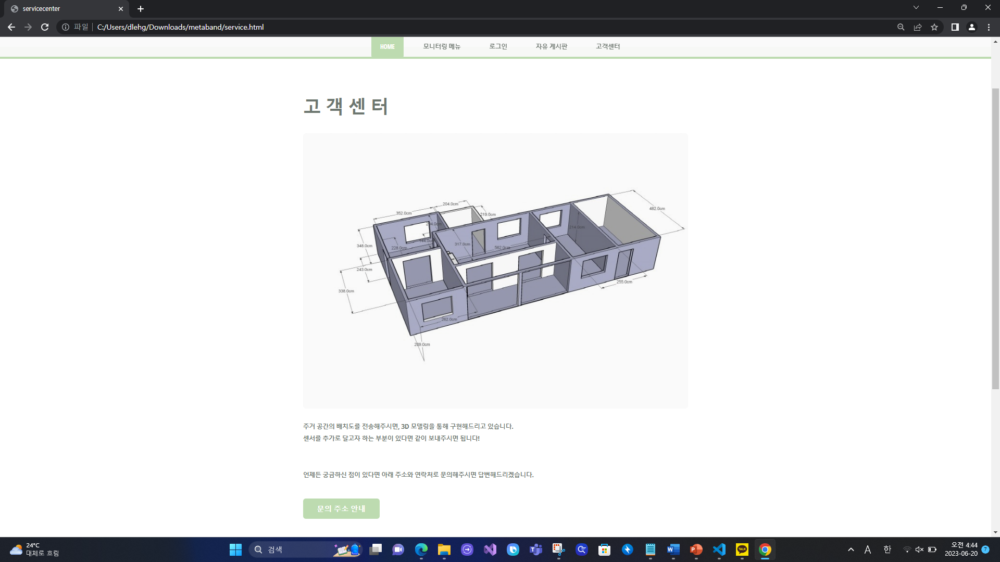 servicecenter
파일 C:/Users/dlehg/Downloads/metaband/service.html
HOME 모니터링 메뉴 로그인 자유 게시판 고객센터
고 객 센 터
204.0cm
352.0cm
219.0cm
482.0cm
214.0cm
317.0cm
348.0cm
228.0cm
562.0cm
243.0cm
255.0cm
338.0cm
262.0cm
209.0cm
주거 공간의 배치도를 전송해주시면, 3D 모델링을 통해 구현해드리고 있습니다.
센서를 추가로 달고자 하는 부분이 있다면 같이 보내주시면 됩니다!
언제든 궁금하신 점이 있다면 아래 주소와 연락처로 문의해주시면 답변해드리겠습니다.
문의 주소 안내
24°C
대체로 흐림
검색
TALK
A 한
오전 4:44
2023-06-20
7